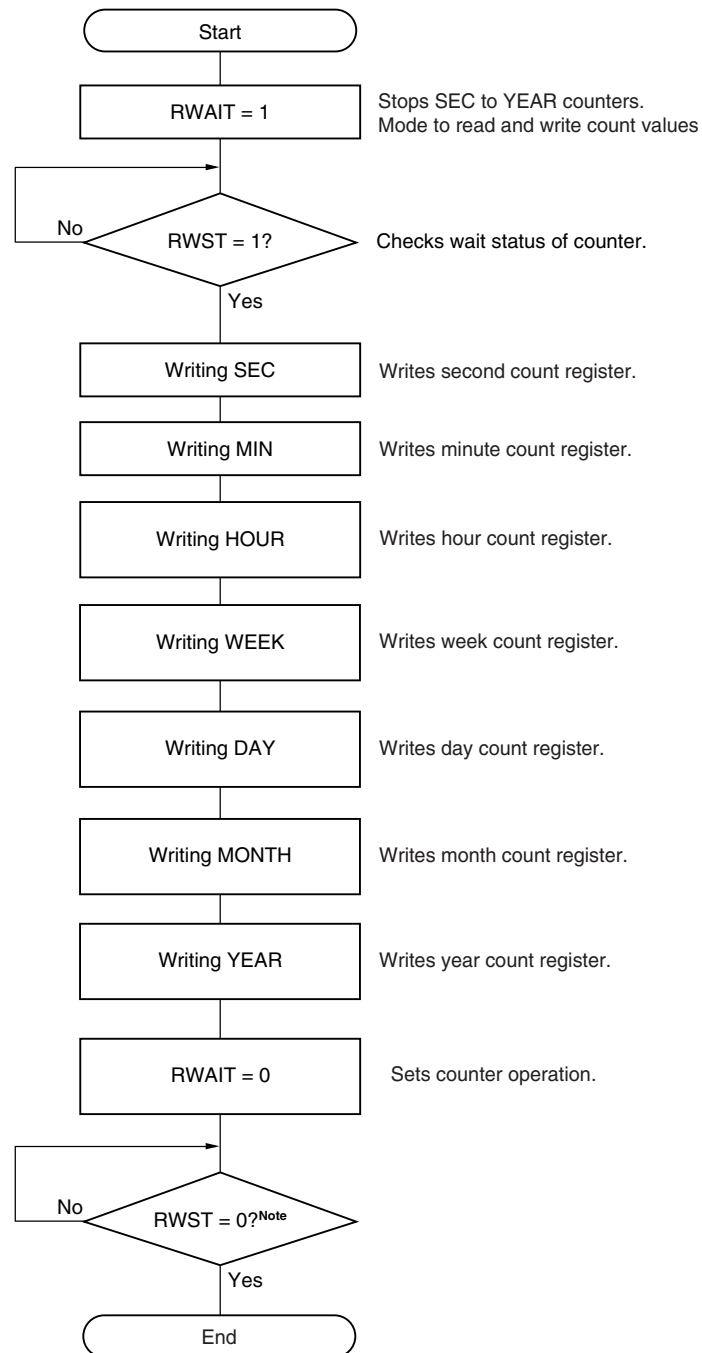 Start
RWAIT = 1
Stops SEC to YEAR counters.
Mode to read and write count values
No
RWST = 1?
Checks wait status of counter.
Yes
Writing SEC
Writes second count register.
Writing MIN
Writes minute count register.
Writing HOUR
Writes hour count register.
Writing WEEK
Writes week count register.
Writing DAY
Writes day count register.
Writing MONTH
Writes month count register.
Writing YEAR
Writes year count register.
RWAIT = 0
Sets counter operation.
No
RWST = 0?Note
Yes
End